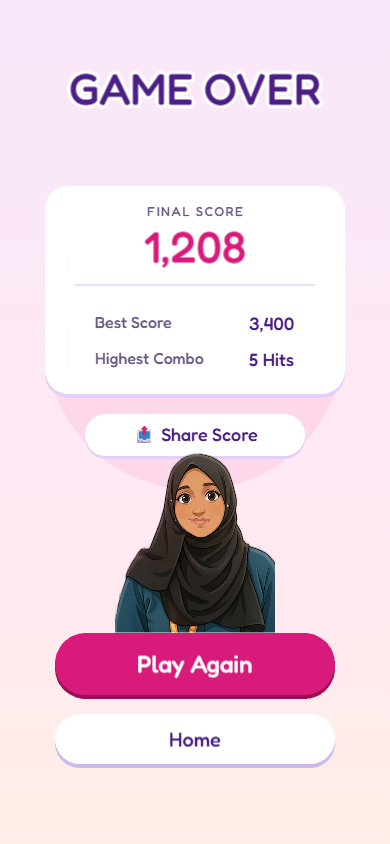 GAME OVER
FINAL SCORE
1,208
Best Score 3,400
Highest Combo 5 Hits
Share Score
Play Again
Home